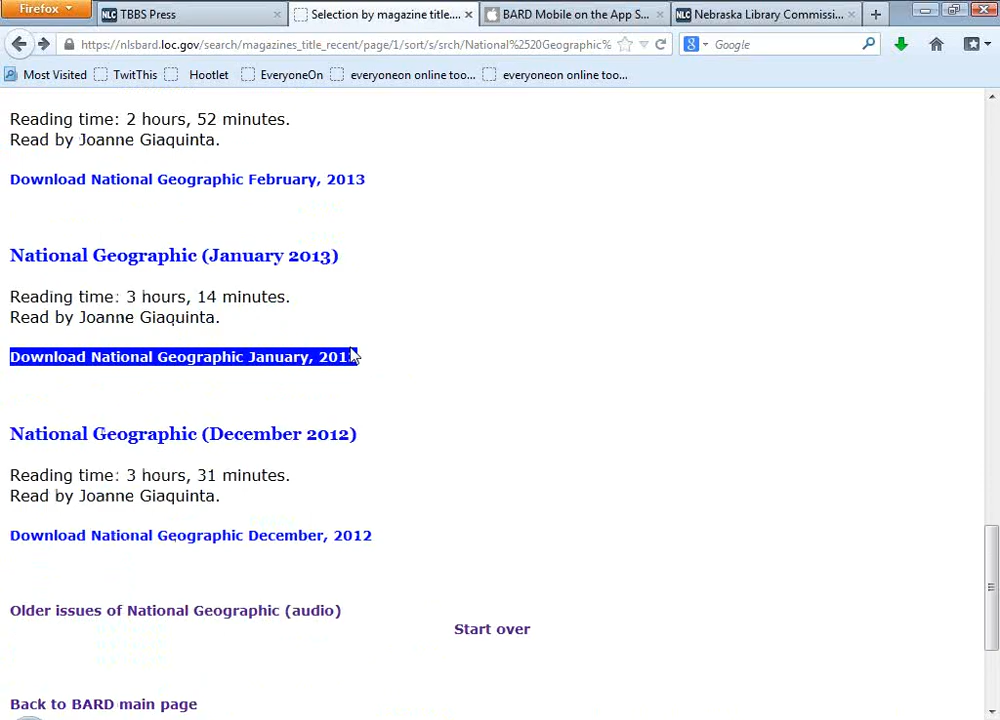 Firefox
TBBS Press
Selection by magazine title....
BARD Mobile on the App S...
Nebraska Library Commissi...
https://nlsbard.loc.gov/search/magazines_title_recent/page/1/sort/s/srch/National%2520Geographic%
Google
Most Visited TwitThis Hootlet EveryoneOn everyoneon online too... everyoneon online too...
Reading time: 2 hours, 52 minutes.
Read by Joanne Giaquinta.
Download National Geographic February, 2013
National Geographic (January 2013)
Reading time: 3 hours, 14 minutes.
Read by Joanne Giaquinta.
Download National Geographic January, 2013
National Geographic (December 2012)
Reading time: 3 hours, 31 minutes.
Read by Joanne Giaquinta.
Download National Geographic December, 2012
Older issues of National Geographic (audio)
Start over
Back to BARD main page